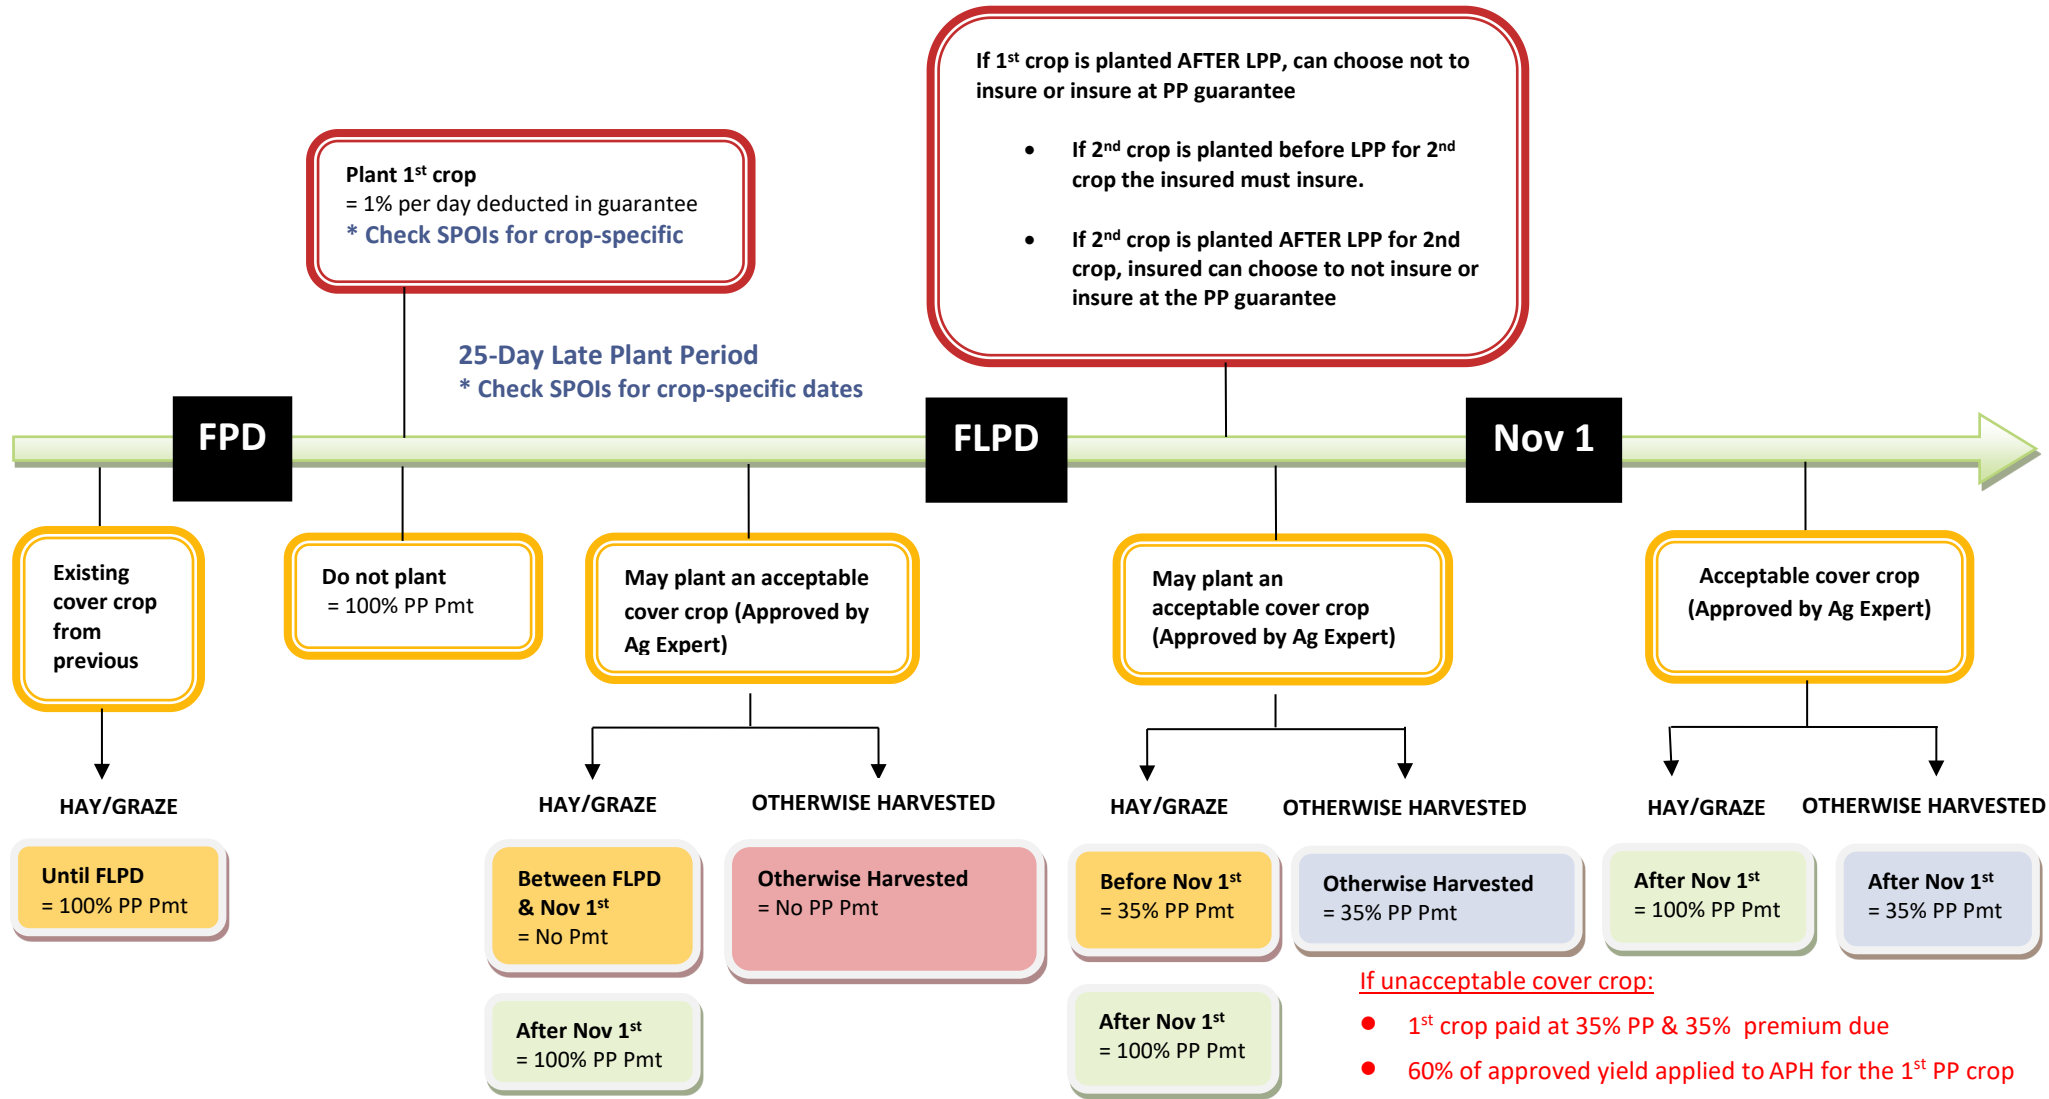 If 1st crop is planted AFTER LPP, can choose not to
insure or insure at PP guarantee
• If 2nd crop is planted before LPP for 2nd
crop the insured must insure.
• If 2nd crop is planted AFTER LPP for 2nd
crop, insured can choose to not insure or
insure at the PP guarantee
Plant 1st crop
= 1% per day deducted in guarantee
* Check SPOIs for crop-specific
25-Day Late Plant Period
* Check SPOIs for crop-specific dates
FPD
FLPD
Nov 1
Existing
cover crop
from
previous
Do not plant
= 100% PP Pmt
May plant an acceptable
cover crop (Approved by
Ag Expert)
May plant an
acceptable cover crop
(Approved by Ag Expert)
Acceptable cover crop
(Approved by Ag Expert)
HAY/GRAZE
HAY/GRAZE
OTHERWISE HARVESTED
HAY/GRAZE
OTHERWISE HARVESTED
HAY/GRAZE
OTHERWISE HARVESTED
Until FLPD
= 100% PP Pmt
Between FLPD
& Nov 1st
= No Pmt
Otherwise Harvested
= No PP Pmt
Before Nov 1st
= 35% PP Pmt
Otherwise Harvested
= 35% PP Pmt
After Nov 1st
= 100% PP Pmt
After Nov 1st
= 35% PP Pmt
After Nov 1st
= 100% PP Pmt
After Nov 1st
= 100% PP Pmt
If unacceptable cover crop:
• 1st crop paid at 35% PP & 35% premium due
• 60% of approved yield applied to APH for the 1st PP crop